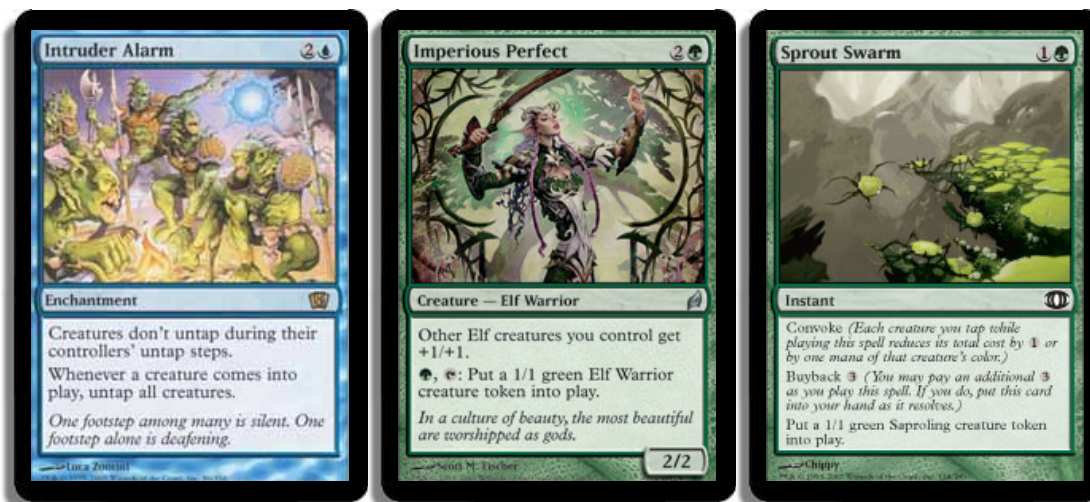 Intruder Alarm 2
Enchantment
Creatures don't untap during their
controllers' untap steps.
Whenever a creature comes into
play, untap all creatures.
One footstep among many is silent. One
footstep alone is deafening.
Imperious Perfect 2
Creature — Elf Warrior
Other Elf creatures you control get
+1/+1.
, : Put a 1/1 green Elf Warrior
creature token into play.
In a culture of beauty, the most beautiful
are worshipped as gods.
2/2
Scott M. Fischer
Sprout Swarm 1
Instant
Convoke (Each creature you tap while
playing this spell reduces its total cost by 1 or
by one mana of that creature's color.)
Buyback 3 (You may pay an additional 3
as you play this spell. If you do, put this card
into your hand as it resolves.)
Put a 1/1 green Saproling creature token
into play.
Chippy